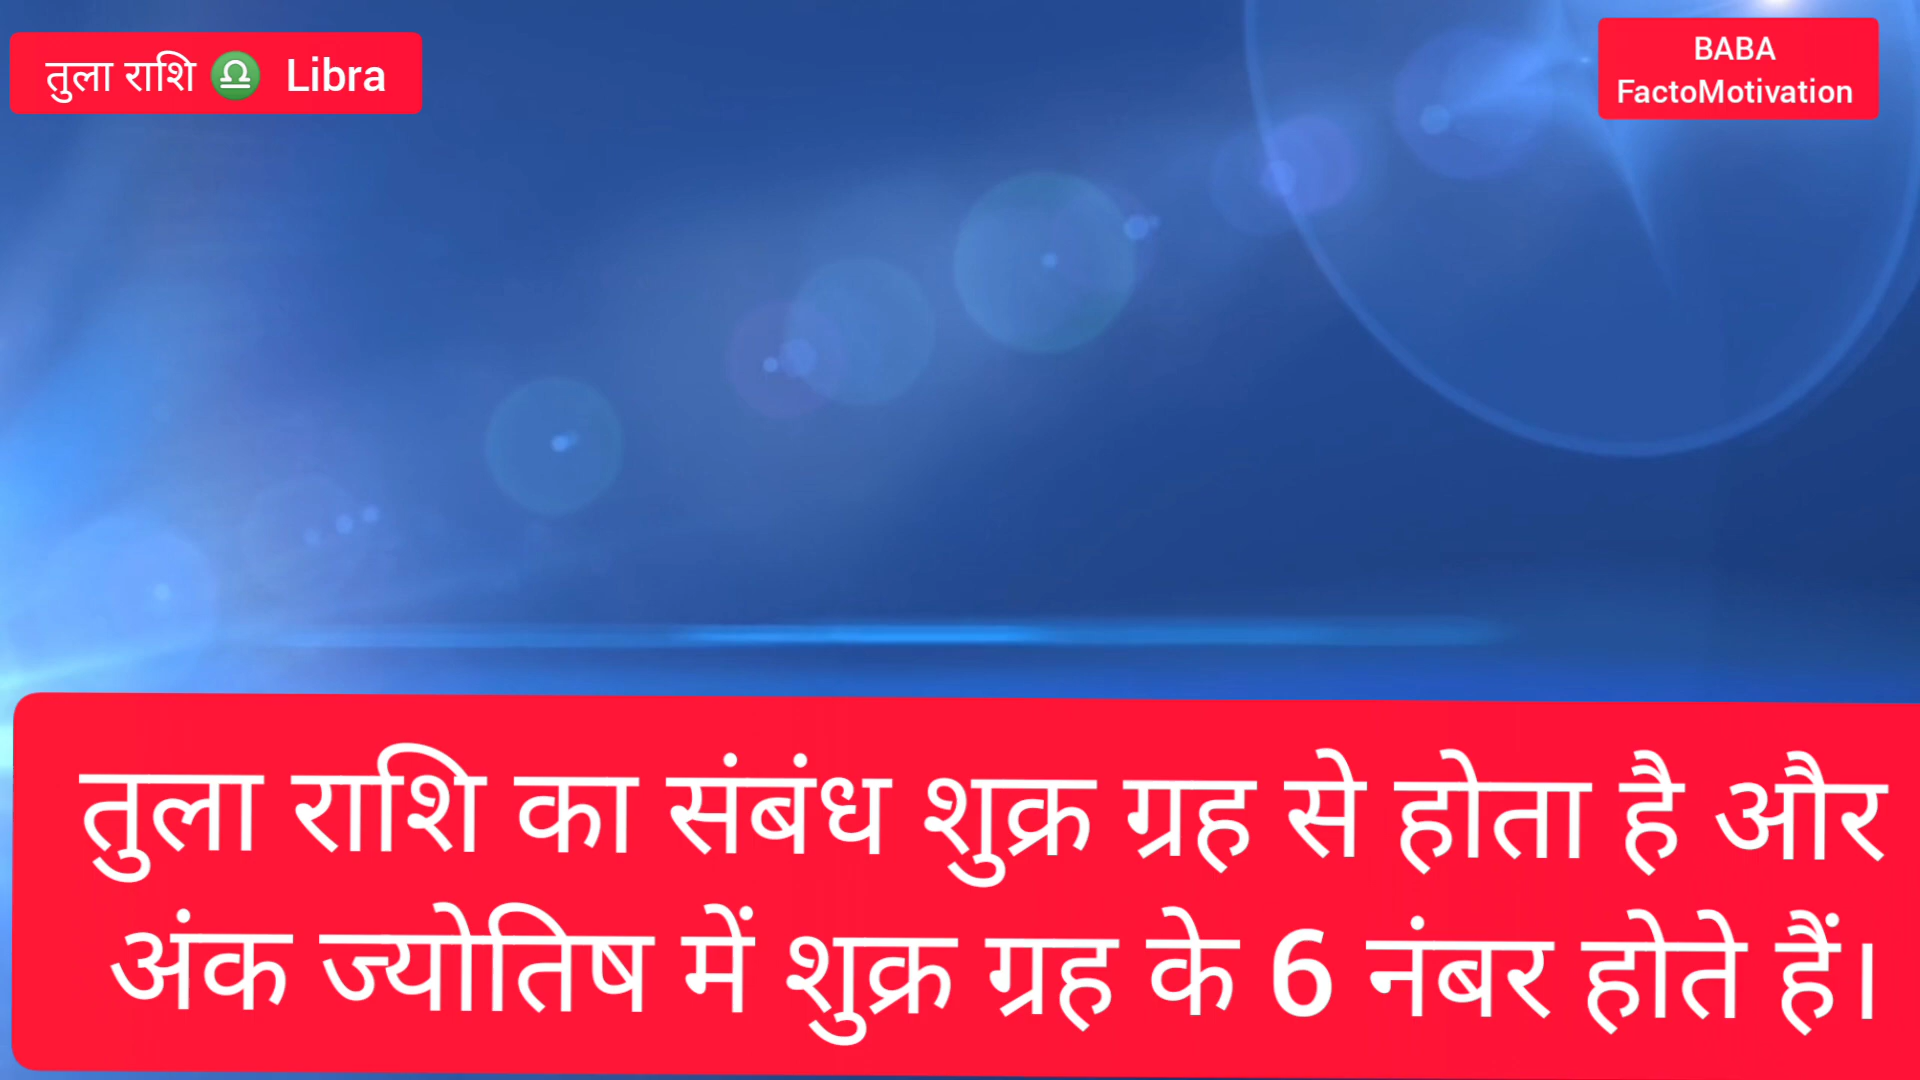 तुला राशि ♎ Libra
BABA
FactoMotivation
तुला राशि का संबंध शुक्र ग्रह से होता है और
अंक ज्योतिष में शुक्र ग्रह के 6 नंबर होते हैं।